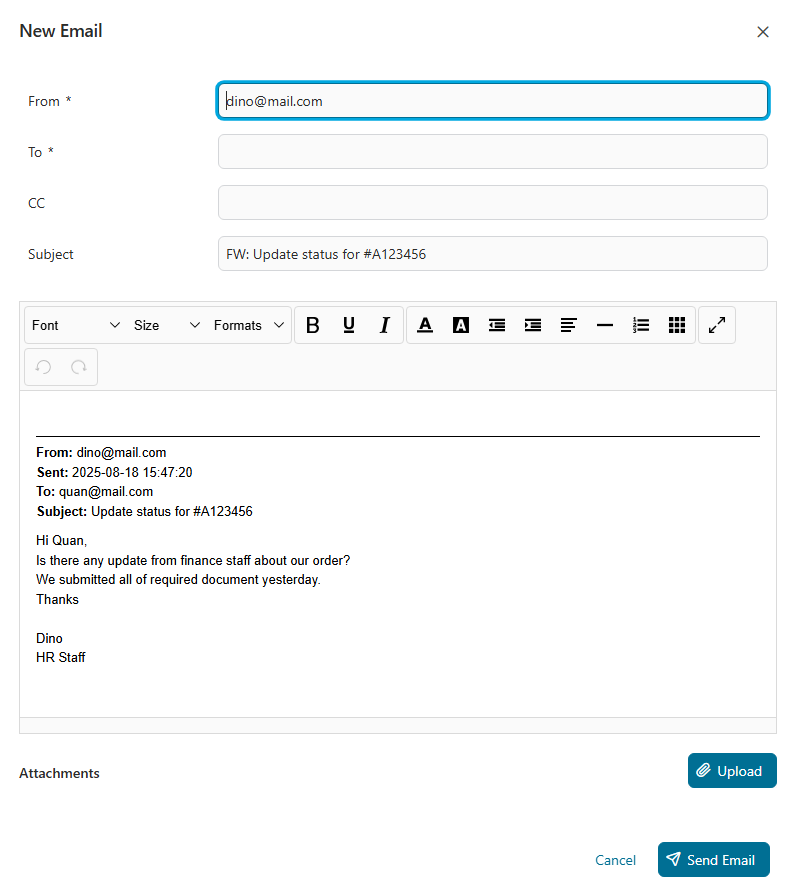 New Email
From *
dino@mail.com
To *
CC
Subject
FW: Update status for #A123456
Font Size Formats B U I A A
From: dino@mail.com
Sent: 2025-08-18 15:47:20
To: quan@mail.com
Subject: Update status for #A123456
Hi Quan,
Is there any update from finance staff about our order?
We submitted all of required document yesterday.
Thanks
Dino
HR Staff
Attachments
Upload
Cancel
Send Email